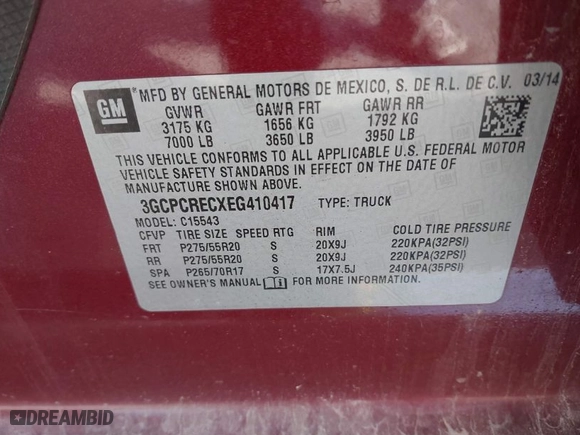 GM
*MFD BY GENERAL MOTORS DE MEXICO, S. DE R.L. DE C.V. 03/14
GVWR GAWR FRT GAWR RR
3175 KG 1656 KG 1792 KG
7000 LB 3650 LB 3950 LB
THIS VEHICLE CONFORMS TO ALL APPLICABLE U.S. FEDERAL MOTOR
VEHICLE SAFETY STANDARDS IN EFFECT ON THE DATE OF
MANUFACTURE SHOWN ABOVE.
3GCPCRECXEG410417 TYPE: TRUCK
MODEL: C15543
CFVP TIRE SIZE SPEED RTG RIM COLD TIRE PRESSURE
FRT P275/55R20 S 20X9J 220KPA(32PSI)
RR P275/55R20 S 20X9J 220KPA(32PSI)
SPA P265/70R17 S 17X7.5J 240KPA(35PSI)
SEE OWNER'S MANUAL FOR MORE INFORMATION.
DREAMBID